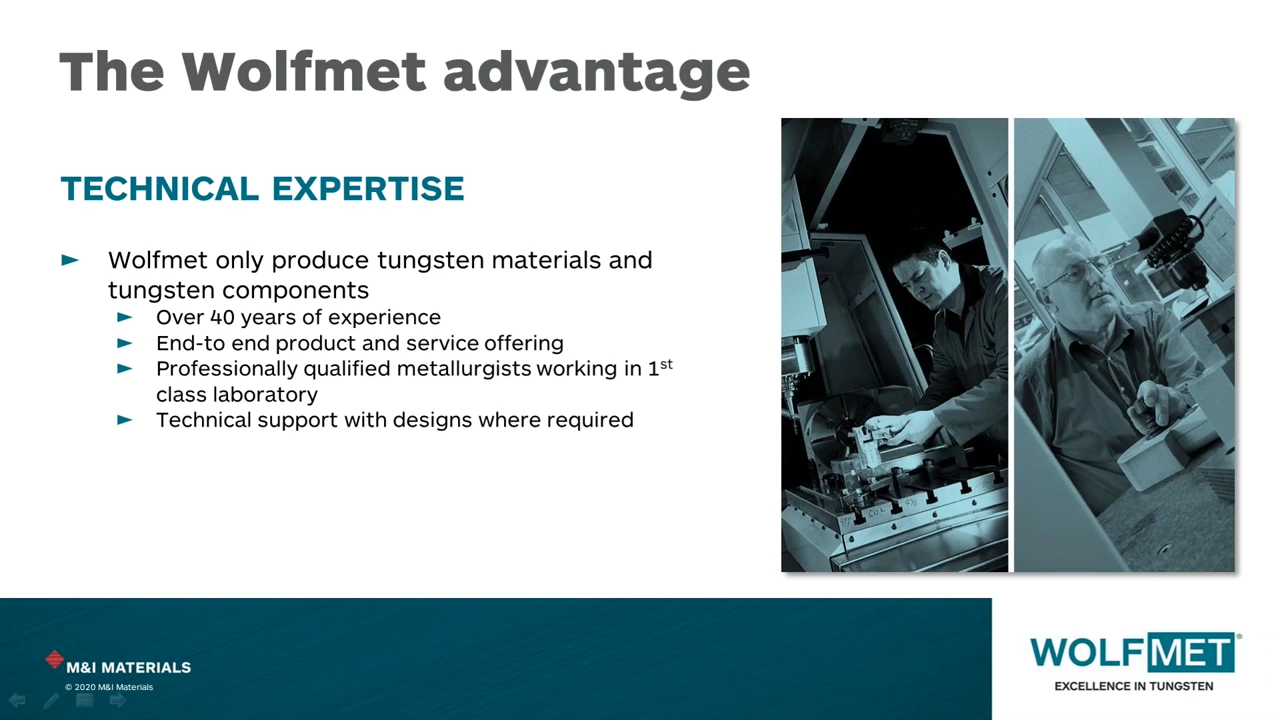 The Wolfmet advantage
TECHNICAL EXPERTISE
► Wolfmet only produce tungsten materials and
tungsten components
► Over 40 years of experience
► End-to end product and service offering
► Professionally qualified metallurgists working in 1st
class laboratory
► Technical support with designs where required
M&I MATERIALS
© 2020 M&I Materials
WOLFMET®
EXCELLENCE IN TUNGSTEN